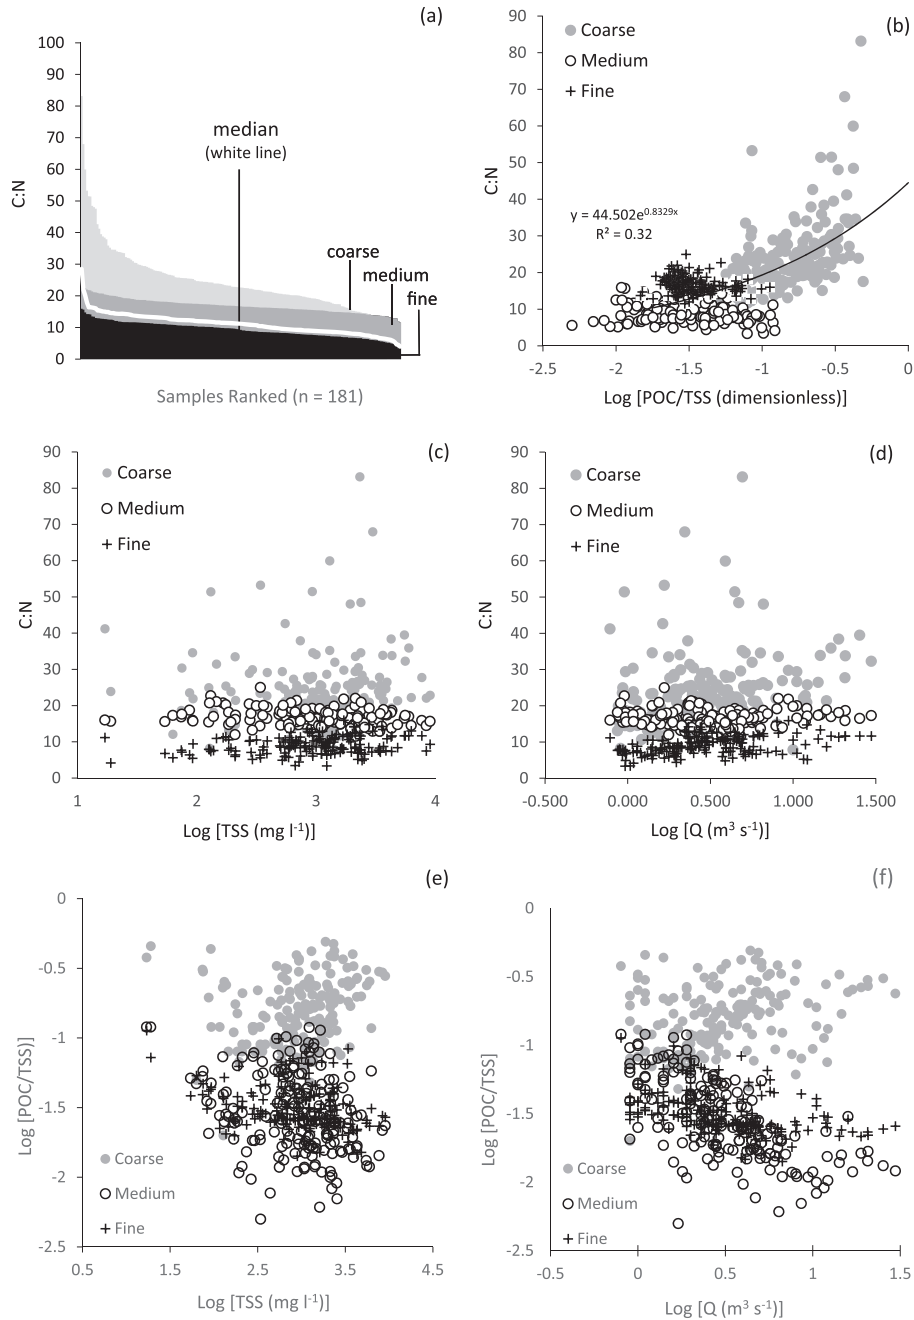 (a)
100
90
80
70
60
50
40
30
20
10
0
C:N
median
(white line)
coarse
medium
fine
Samples Ranked (n = 181)
(b)
90
80
70
60
50
40
30
20
10
0
C:N
Coarse
Medium
Fine
y = 44.502e^0.8329x
R² = 0.32
-2.5 -2 -1.5 -1 -0.5 0
Log [POC/TSS (dimensionless)]
(c)
90
80
70
60
50
40
30
20
10
0
C:N
Coarse
Medium
Fine
1 2 3 4
Log [TSS (mg l⁻¹)]
(d)
90
80
70
60
50
40
30
20
10
0
C:N
Coarse
Medium
Fine
-0.500 0.000 0.500 1.000 1.500
Log [Q (m³ s⁻¹)]
(e)
0
-0.5
-1
-1.5
-2
-2.5
Log [POC/TSS)]
Coarse
Medium
Fine
0.5 1.5 2.5 3.5 4.5
Log [TSS (mg l⁻¹)]
(f)
0
-0.5
-1
-1.5
-2
-2.5
Log [POC/TSS]
Coarse
Medium
Fine
-0.5 0 0.5 1 1.5
Log [Q (m³ s⁻¹)]